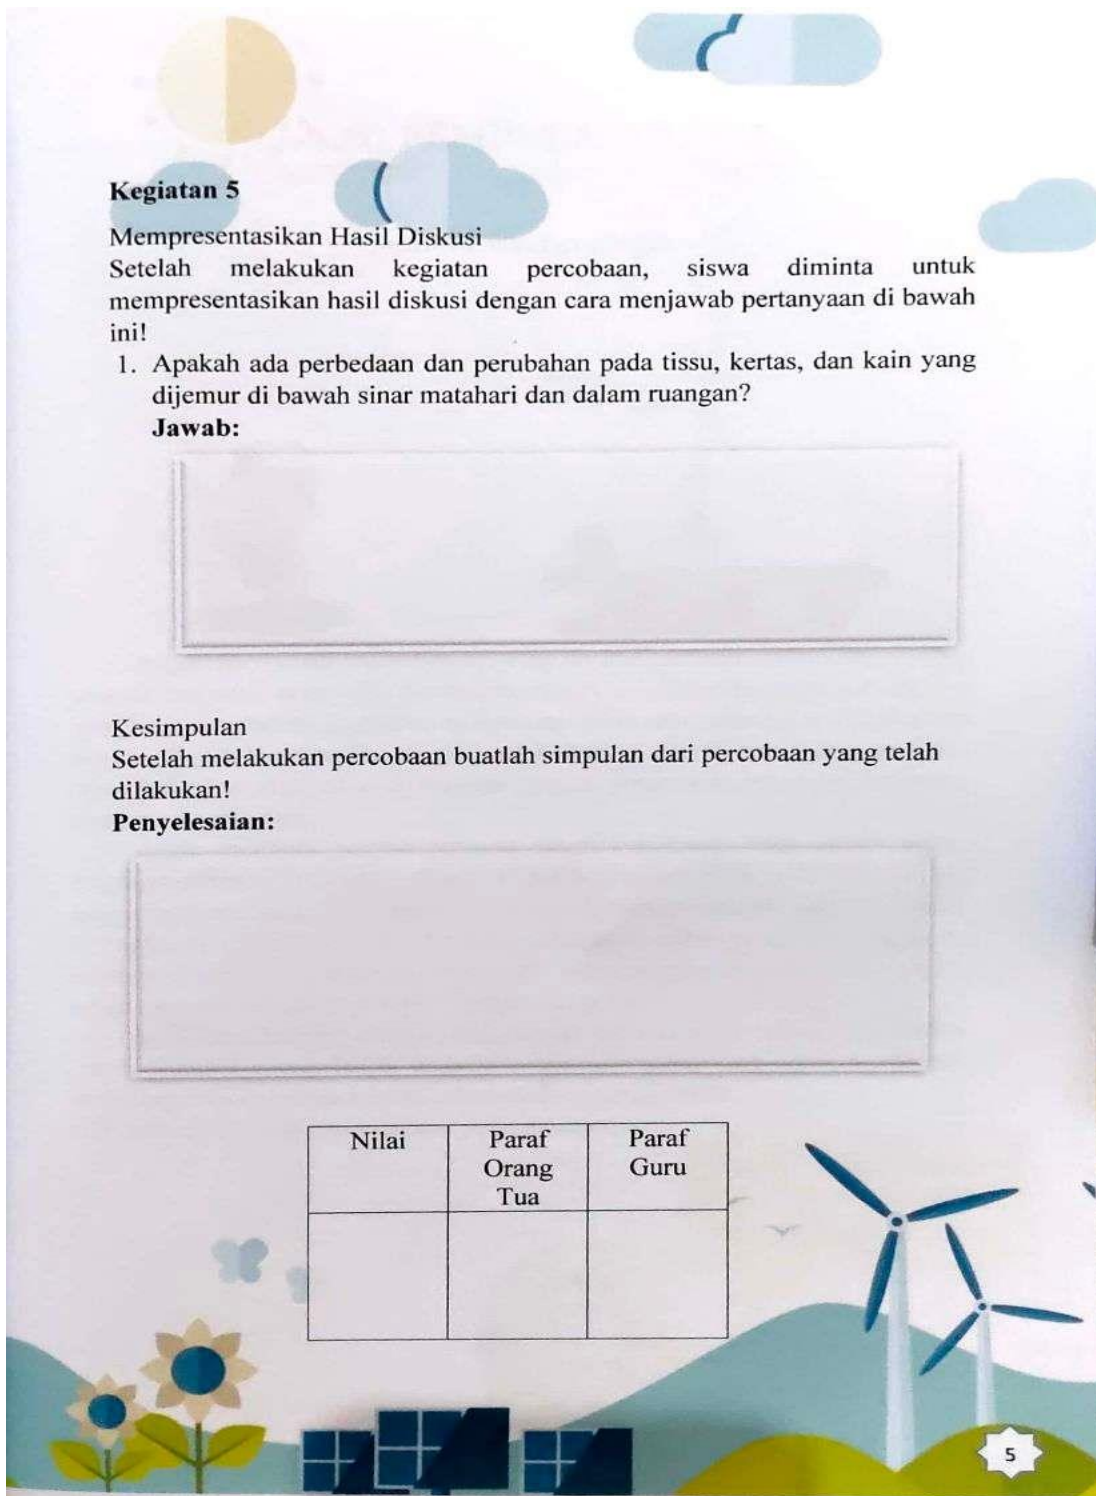 Kegiatan 5
Mempresentasikan Hasil Diskusi
Setelah melakukan kegiatan percobaan, siswa diminta untuk
mempresentasikan hasil diskusi dengan cara menjawab pertanyaan di bawah
ini!
1. Apakah ada perbedaan dan perubahan pada tissu, kertas, dan kain yang
dijemur di bawah sinar matahari dan dalam ruangan?
Jawab:
Kesimpulan
Setelah melakukan percobaan buatlah simpulan dari percobaan yang telah
dilakukan!
Penyelesaian:
Nilai
Paraf
Orang
Tua
Paraf
Guru
5